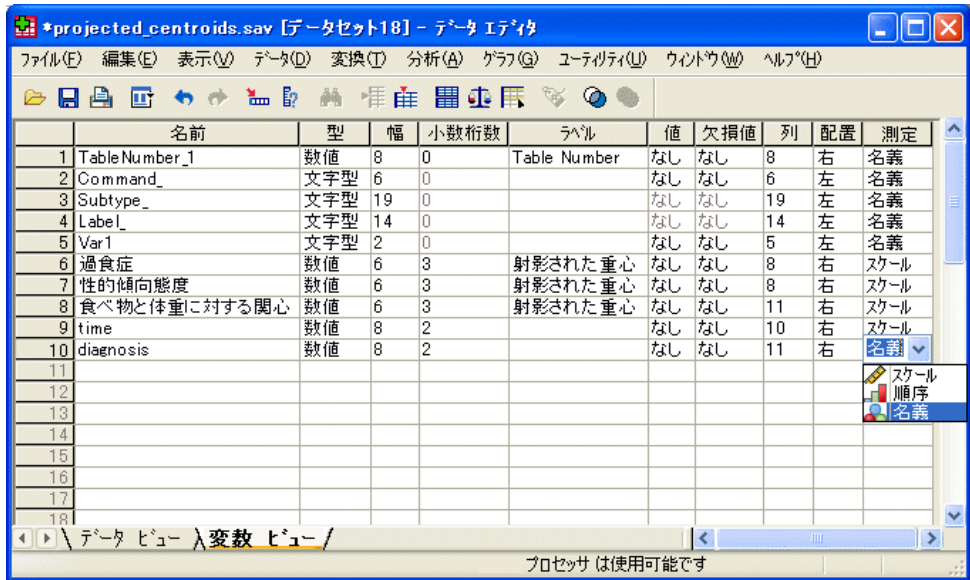 *projected_centroids.sav [データセット18] - データ エディタ
ファイル(F) 編集(E) 表示(V) データ(D) 変換(T) 分析(A) グラフ(G) ユーティリティ(U) ウィンドウ(W) ヘルプ(H)
名前 型 幅 小数桁数 ラベル 値 欠損値 列 配置 測定
1 TableNumber_1 数値 8 0 Table Number なし なし 8 右 名義
2 Command_ 文字型 6 0 なし なし 6 左 名義
3 Subtype_ 文字型 19 0 なし なし 19 左 名義
4 Label_ 文字型 14 0 なし なし 14 左 名義
5 Var1 文字型 2 0 なし なし 5 左 名義
6 過食症 数値 6 3 射影された重心 なし なし 8 右 スケール
7 性的傾向態度 数値 6 3 射影された重心 なし なし 8 右 スケール
8 食べ物と体重に対する関心 数値 6 3 射影された重心 なし なし 11 右 スケール
9 time 数値 8 2 なし なし 10 右 スケール
10 diagnosis 数値 8 2 なし なし 11 右 名義
11 スケール
12 順序
13 名義
14
15
16
17
18
データ ビュー 変数 ビュー
プロセッサ は使用可能です